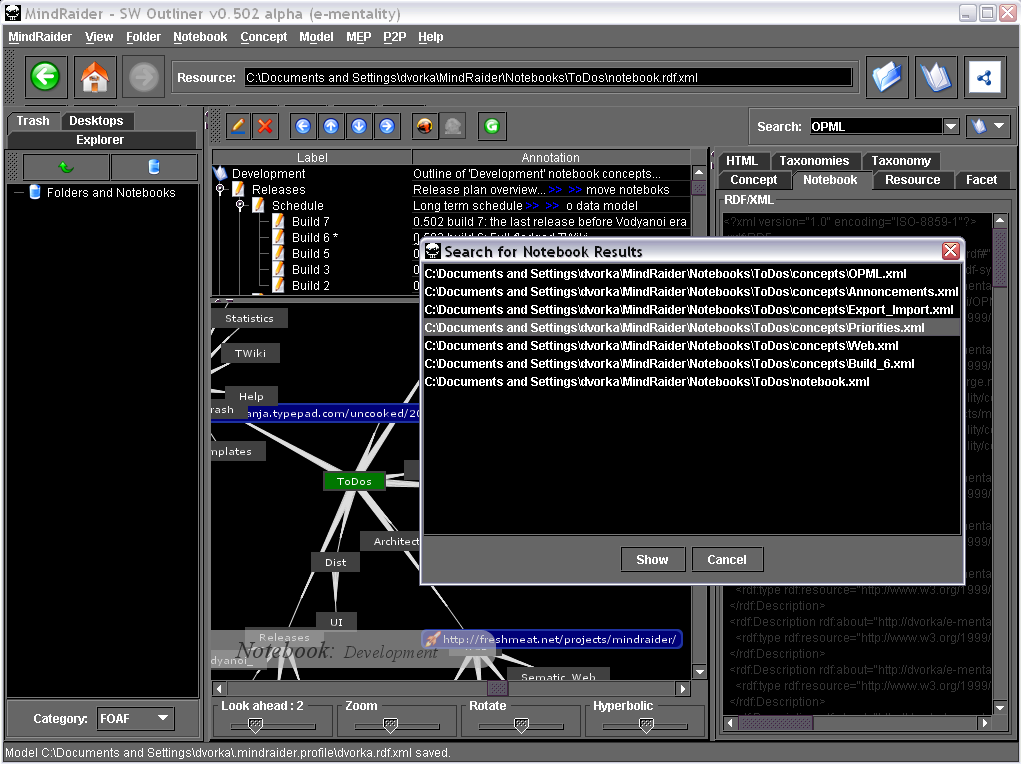 MindRaider - SW Outliner v0.502 alpha (e-mentality)
MindRaider View Folder Notebook Concept Model MEP P2P Help
Resource: C:\Documents and Settings\dvorka\MindRaider\Notebooks\ToDos\notebook.rdf.xml
Trash Desktops
Explorer
Folders and Notebooks
Search: OPML
Label Annotation
Development Outline of 'Development' notebook concepts...
Releases Release plan overview... >> >> move noteboks
Schedule Long term schedule >> >> o data model
Build 7 0.502 build 7: the last release before Vodyanoi era
Build 6 *
Build 5 0
Build 3 0
Build 2 0
HTML Taxonomies Taxonomy
Concept Notebook Resource Facet
RDF/XML
<?xml version="1.0" encoding="ISO-8859-1"?>
Search for Notebook Results
C:\Documents and Settings\dvorka\MindRaider\Notebooks\ToDos\concepts\OPML.xml
C:\Documents and Settings\dvorka\MindRaider\Notebooks\ToDos\concepts\Annoncements.xml
C:\Documents and Settings\dvorka\MindRaider\Notebooks\ToDos\concepts\Export_Import.xml
C:\Documents and Settings\dvorka\MindRaider\Notebooks\ToDos\concepts\Priorities.xml
C:\Documents and Settings\dvorka\MindRaider\Notebooks\ToDos\concepts\Web.xml
C:\Documents and Settings\dvorka\MindRaider\Notebooks\ToDos\concepts\Build_6.xml
C:\Documents and Settings\dvorka\MindRaider\Notebooks\ToDos\notebook.xml
Show Cancel
Statistics
TWiki
Help
rash anja.typepad.com/uncooked/20
mplates
ToDos
Architect
Dist
UI
Releases
http://freshmeat.net/projects/mindraider/
Notebook: Development
dyanoi_
Sematic_Web
rdf:type rdf:resource="http://www.w3.org/1999/
</rdf:Description>
<rdf:Description rdf:about="http://dvorka/e-menta
<rdf:type rdf:resource="http://www.w3.org/1999/
</rdf:Description>
<rdf:Description rdf:about="http://dvorka/e-menta
<rdf:type rdf:resource="http://www.w3.org/1999/
</rdf:Description>
Look ahead : 2 Zoom Rotate Hyperbolic
Category: FOAF
Model C:\Documents and Settings\dvorka\.mindraider.profile\dvorka.rdf.xml saved.